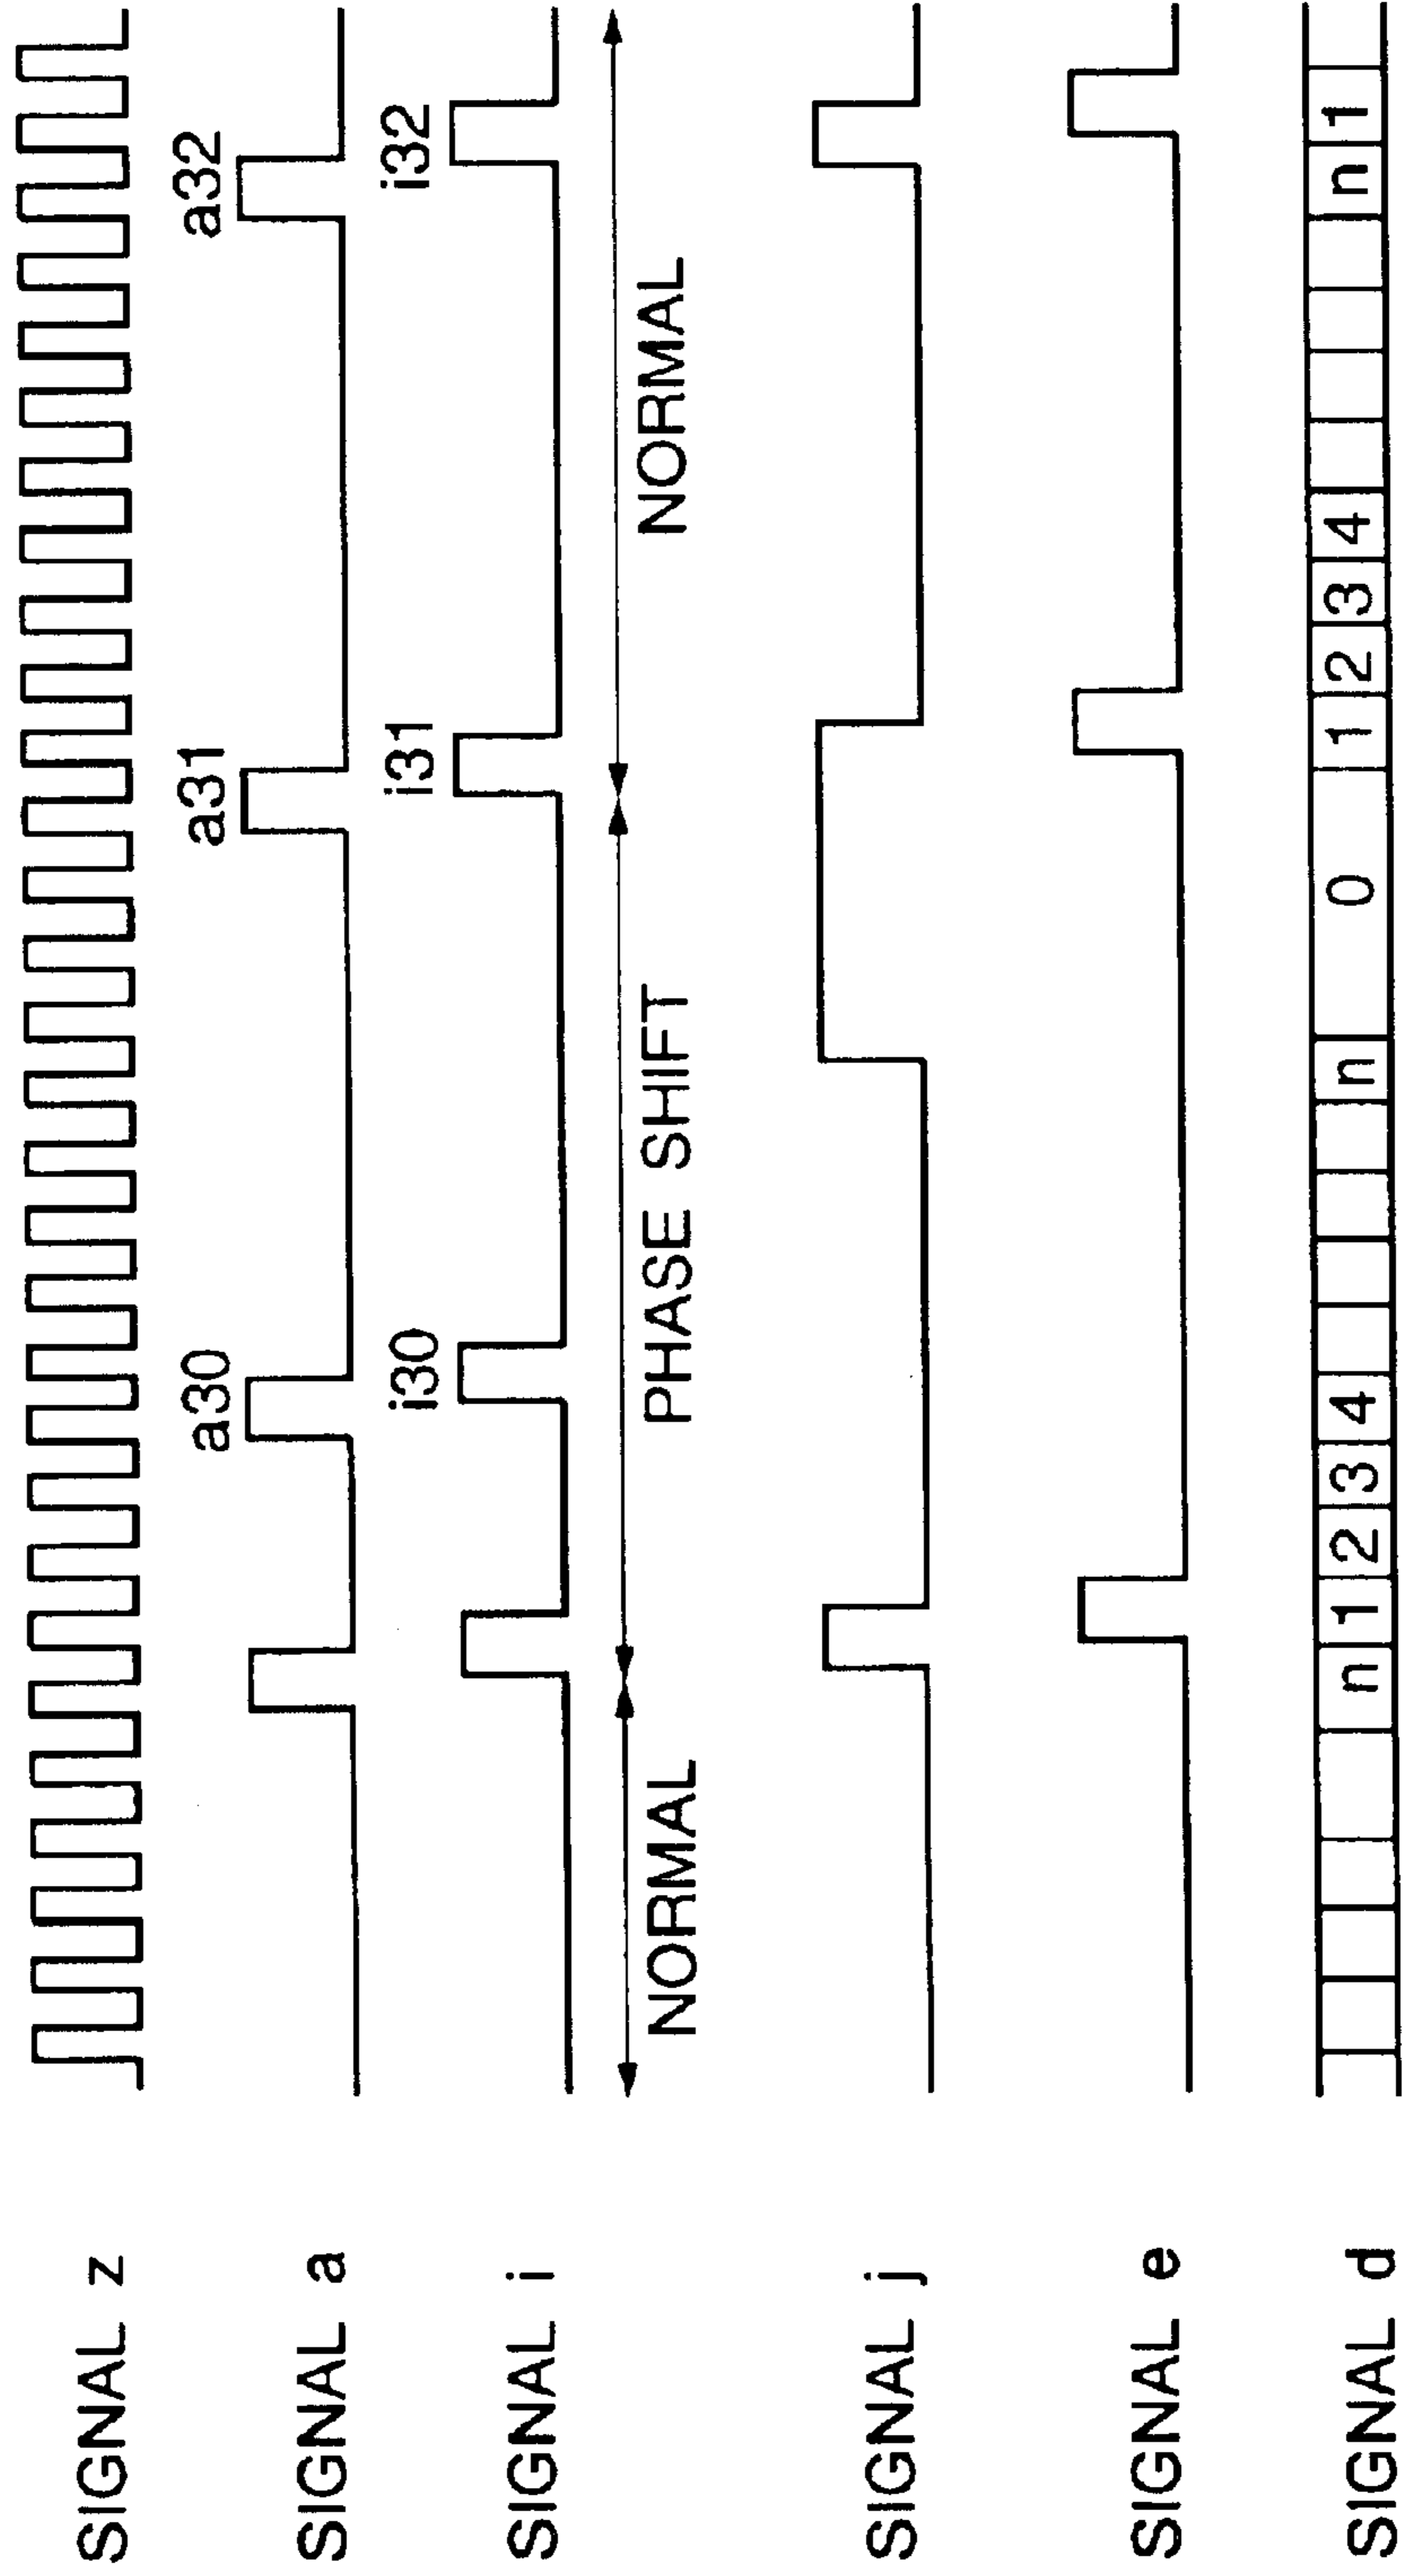 SIGNAL z
SIGNAL a
a30 a31 a32
SIGNAL i
i30 i31 i32
NORMAL PHASE SHIFT NORMAL
SIGNAL j
SIGNAL e
SIGNAL d
n 1 2 3 4 n 0 1 2 3 4 n 1